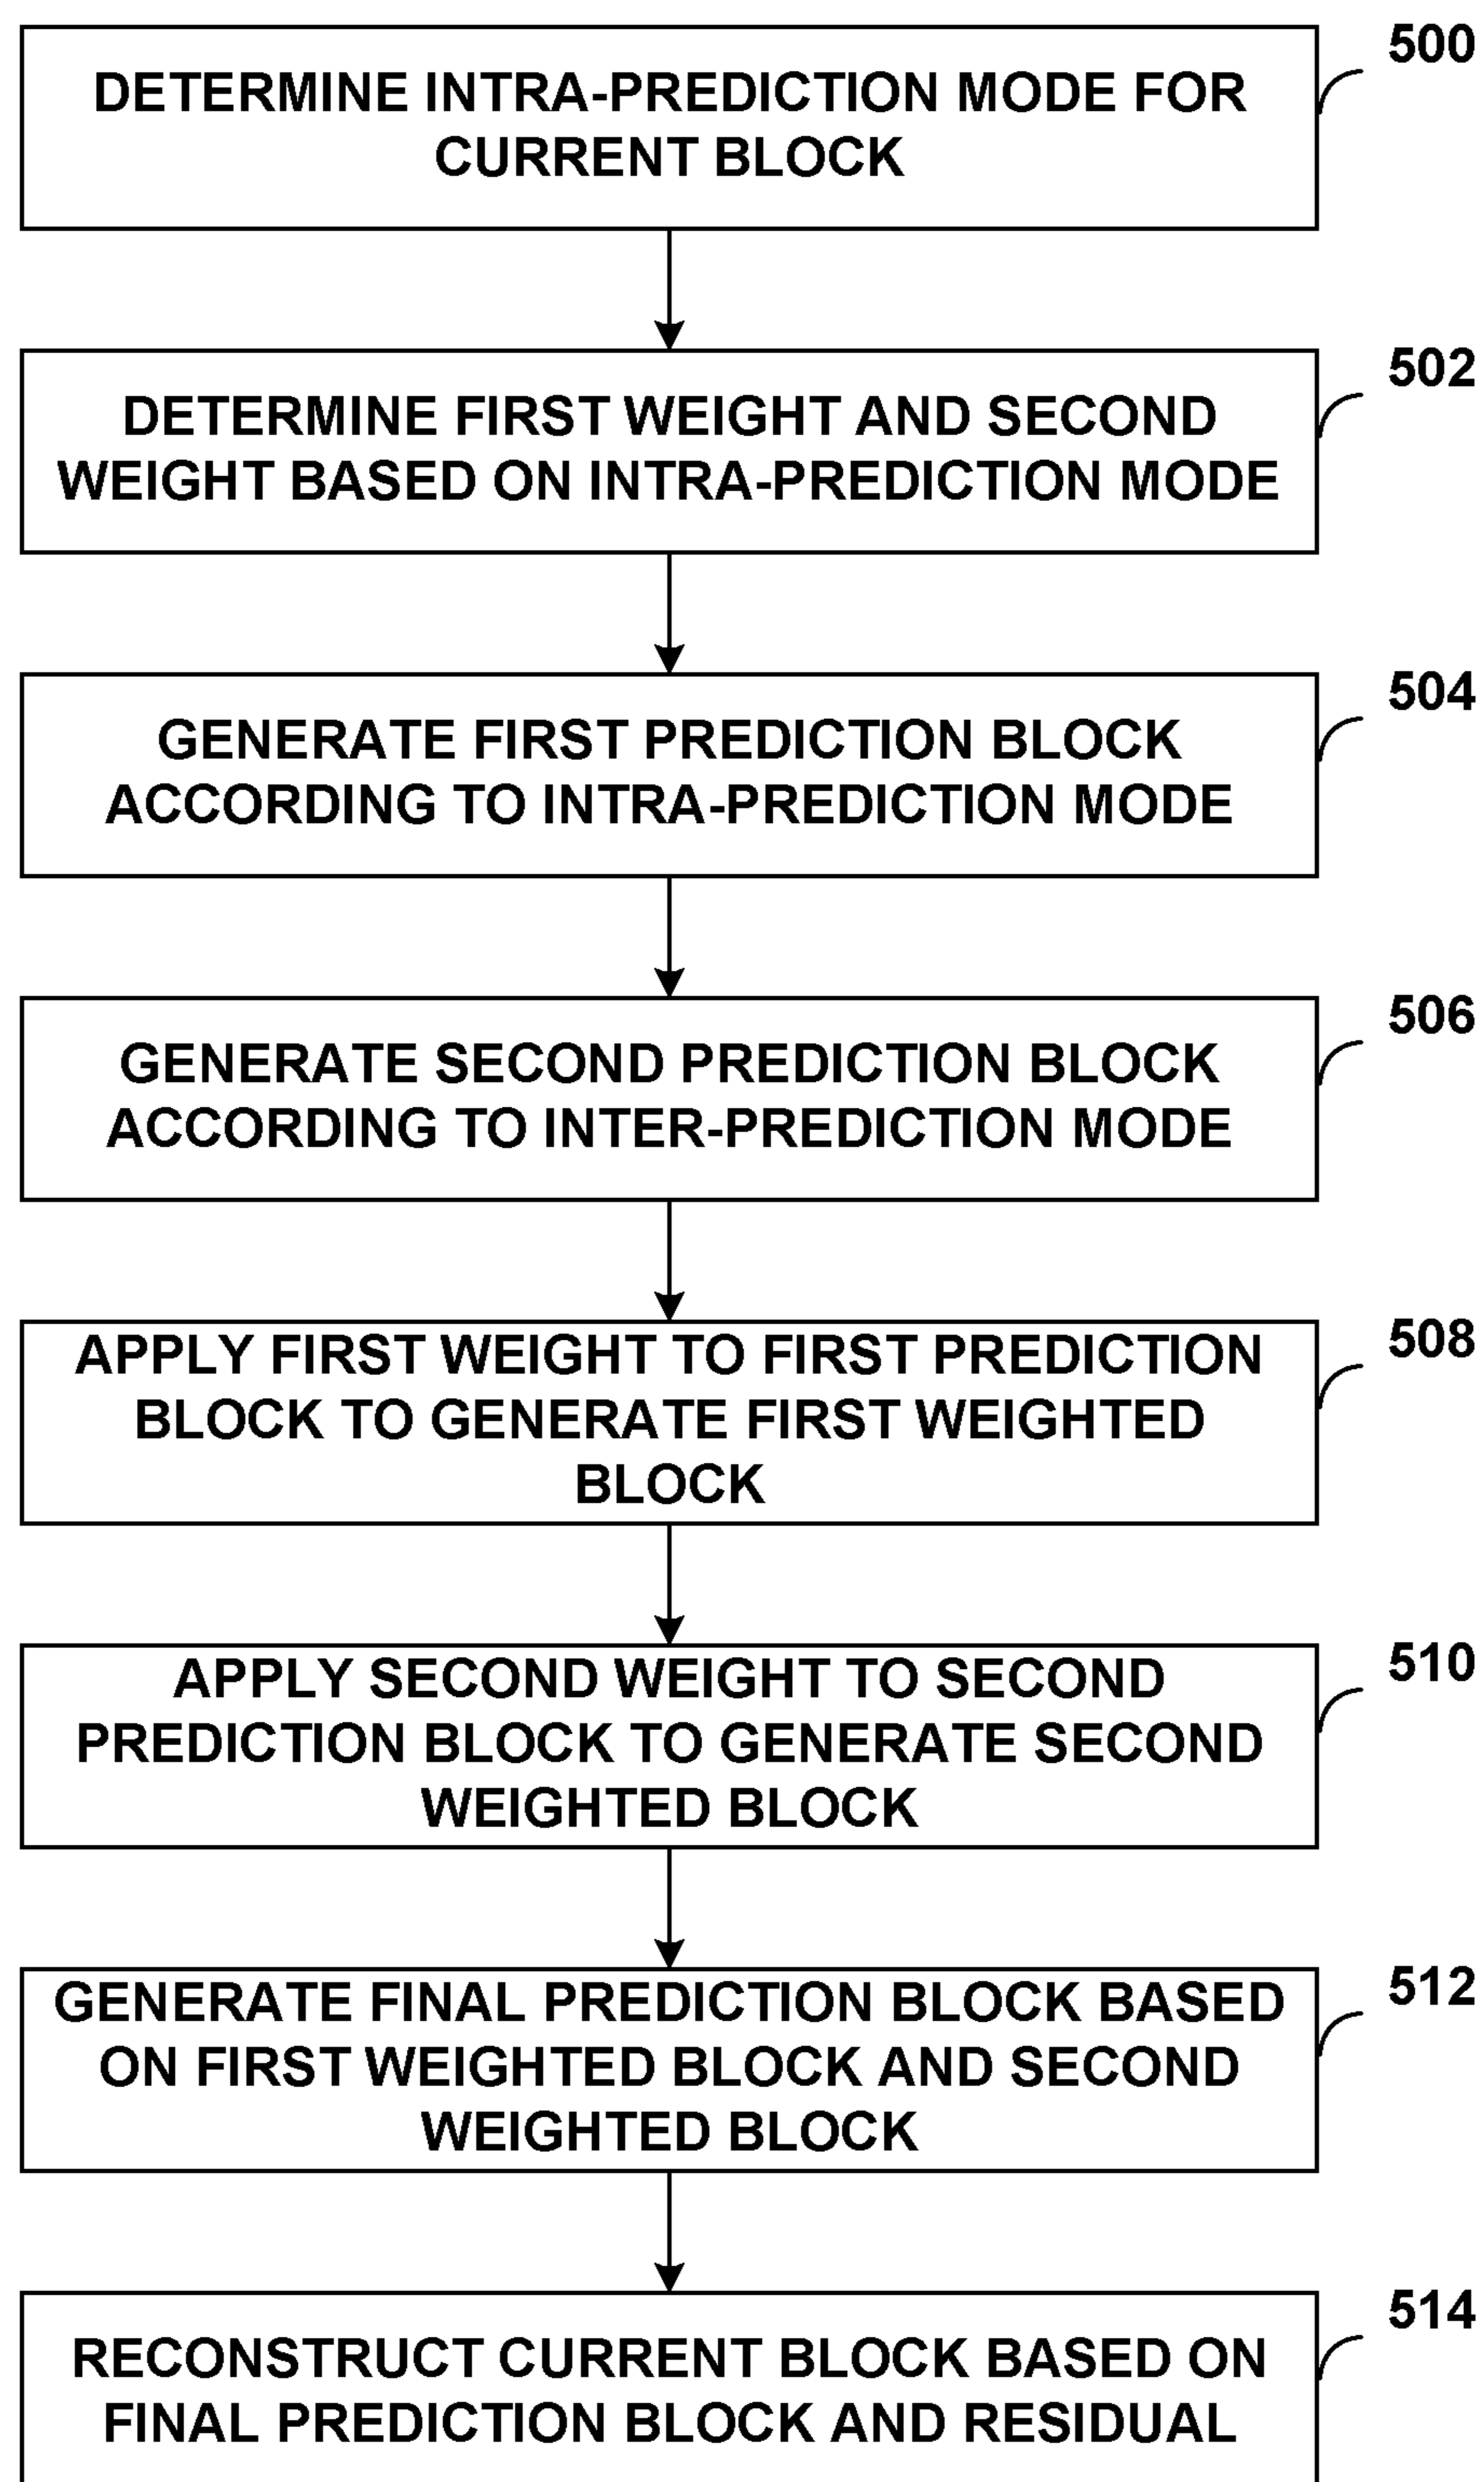 500
DETERMINE INTRA-PREDICTION MODE FOR
CURRENT BLOCK
502
DETERMINE FIRST WEIGHT AND SECOND
WEIGHT BASED ON INTRA-PREDICTION MODE
504
GENERATE FIRST PREDICTION BLOCK
ACCORDING TO INTRA-PREDICTION MODE
506
GENERATE SECOND PREDICTION BLOCK
ACCORDING TO INTER-PREDICTION MODE
508
APPLY FIRST WEIGHT TO FIRST PREDICTION
BLOCK TO GENERATE FIRST WEIGHTED
BLOCK
510
APPLY SECOND WEIGHT TO SECOND
PREDICTION BLOCK TO GENERATE SECOND
WEIGHTED BLOCK
512
GENERATE FINAL PREDICTION BLOCK BASED
ON FIRST WEIGHTED BLOCK AND SECOND
WEIGHTED BLOCK
514
RECONSTRUCT CURRENT BLOCK BASED ON
FINAL PREDICTION BLOCK AND RESIDUAL